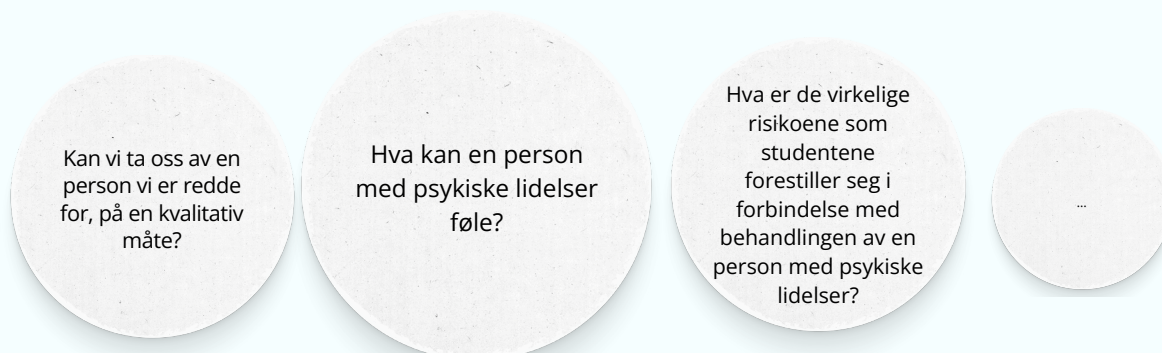 Kan vi ta oss av en
person vi er redde
for, på en kvalitativ
måte?
Hva kan en person
med psykiske lidelser
føle?
Hva er de virkelige
risikoene som
studentene
forestiller seg i
forbindelse med
behandlingen av en
person med psykiske
lidelser?
...